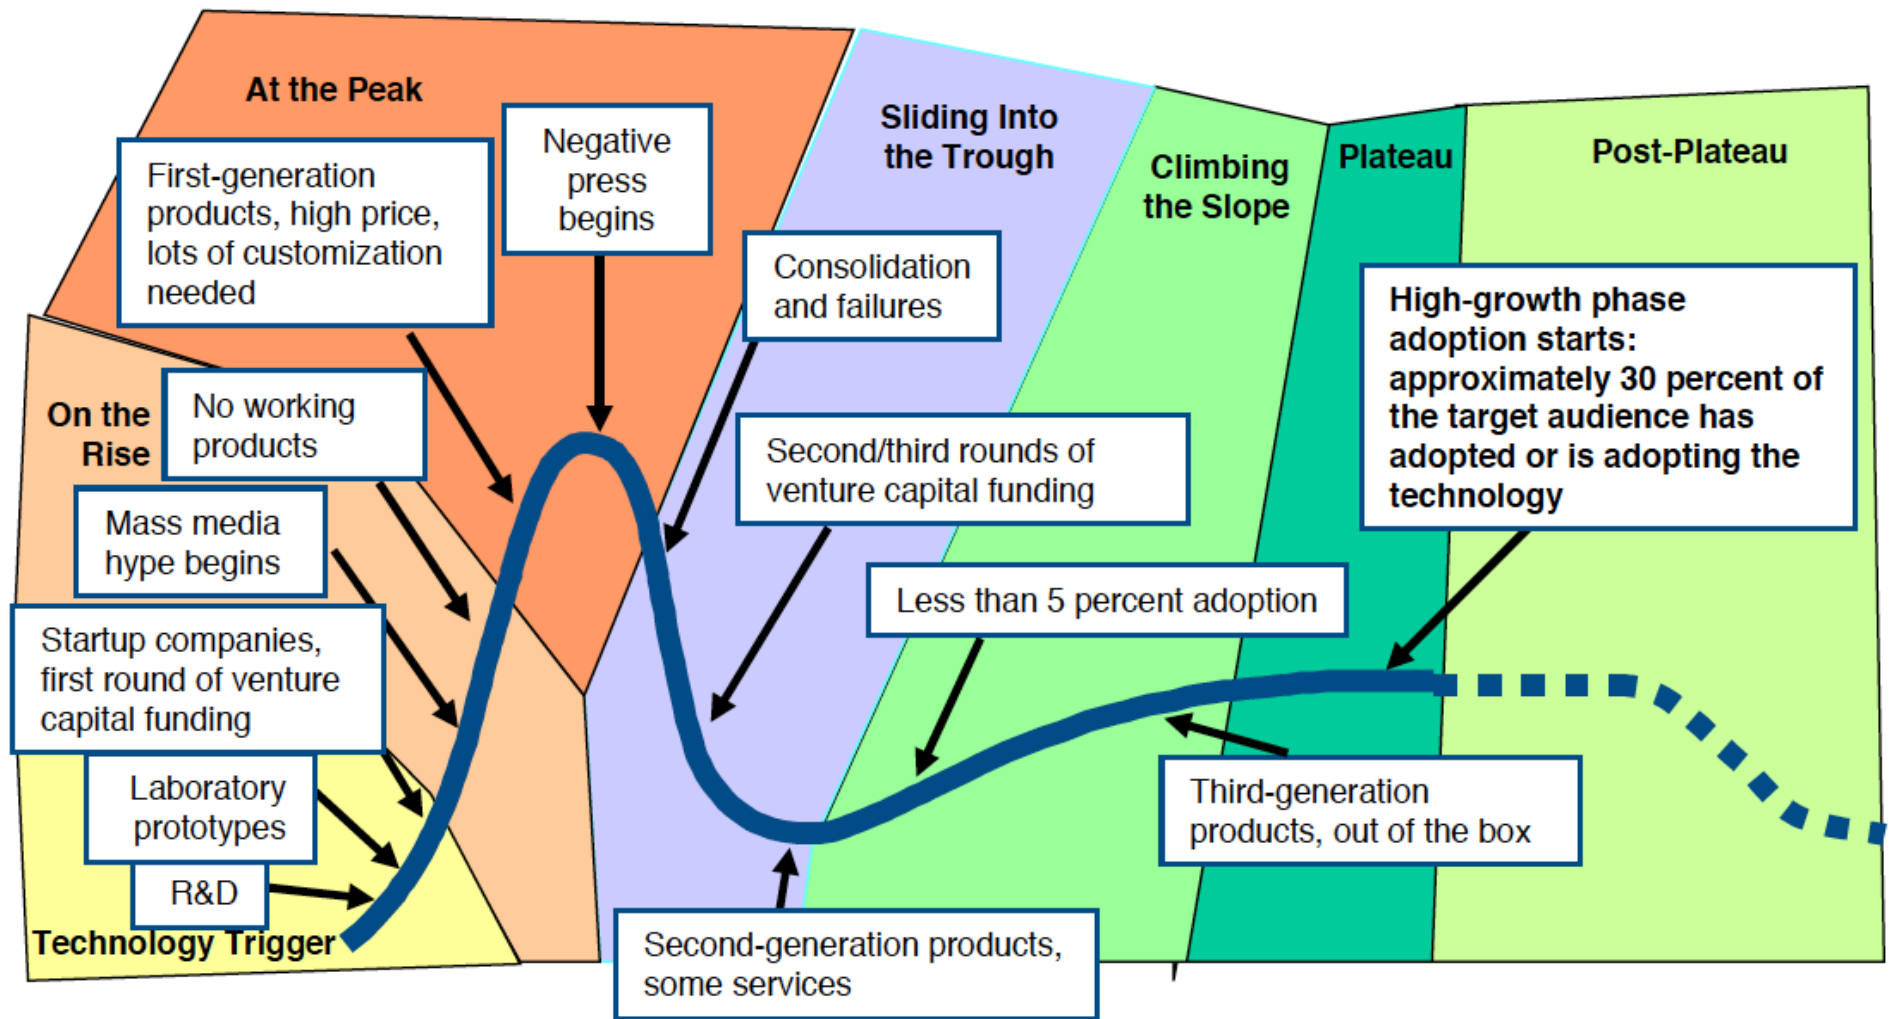 At the Peak
First-generation
products, high price,
lots of customization
needed
Negative
press
begins
Sliding Into
the Trough
Consolidation
and failures
Climbing
the Slope
Plateau
Post-Plateau
High-growth phase
adoption starts:
approximately 30 percent of
the target audience has
adopted or is adopting the
technology
On the
Rise
No working
products
Mass media
hype begins
Second/third rounds of
venture capital funding
Startup companies,
first round of venture
capital funding
Less than 5 percent adoption
Laboratory
prototypes
R&D
Technology Trigger
Third-generation
products, out of the box
Second-generation products,
some services